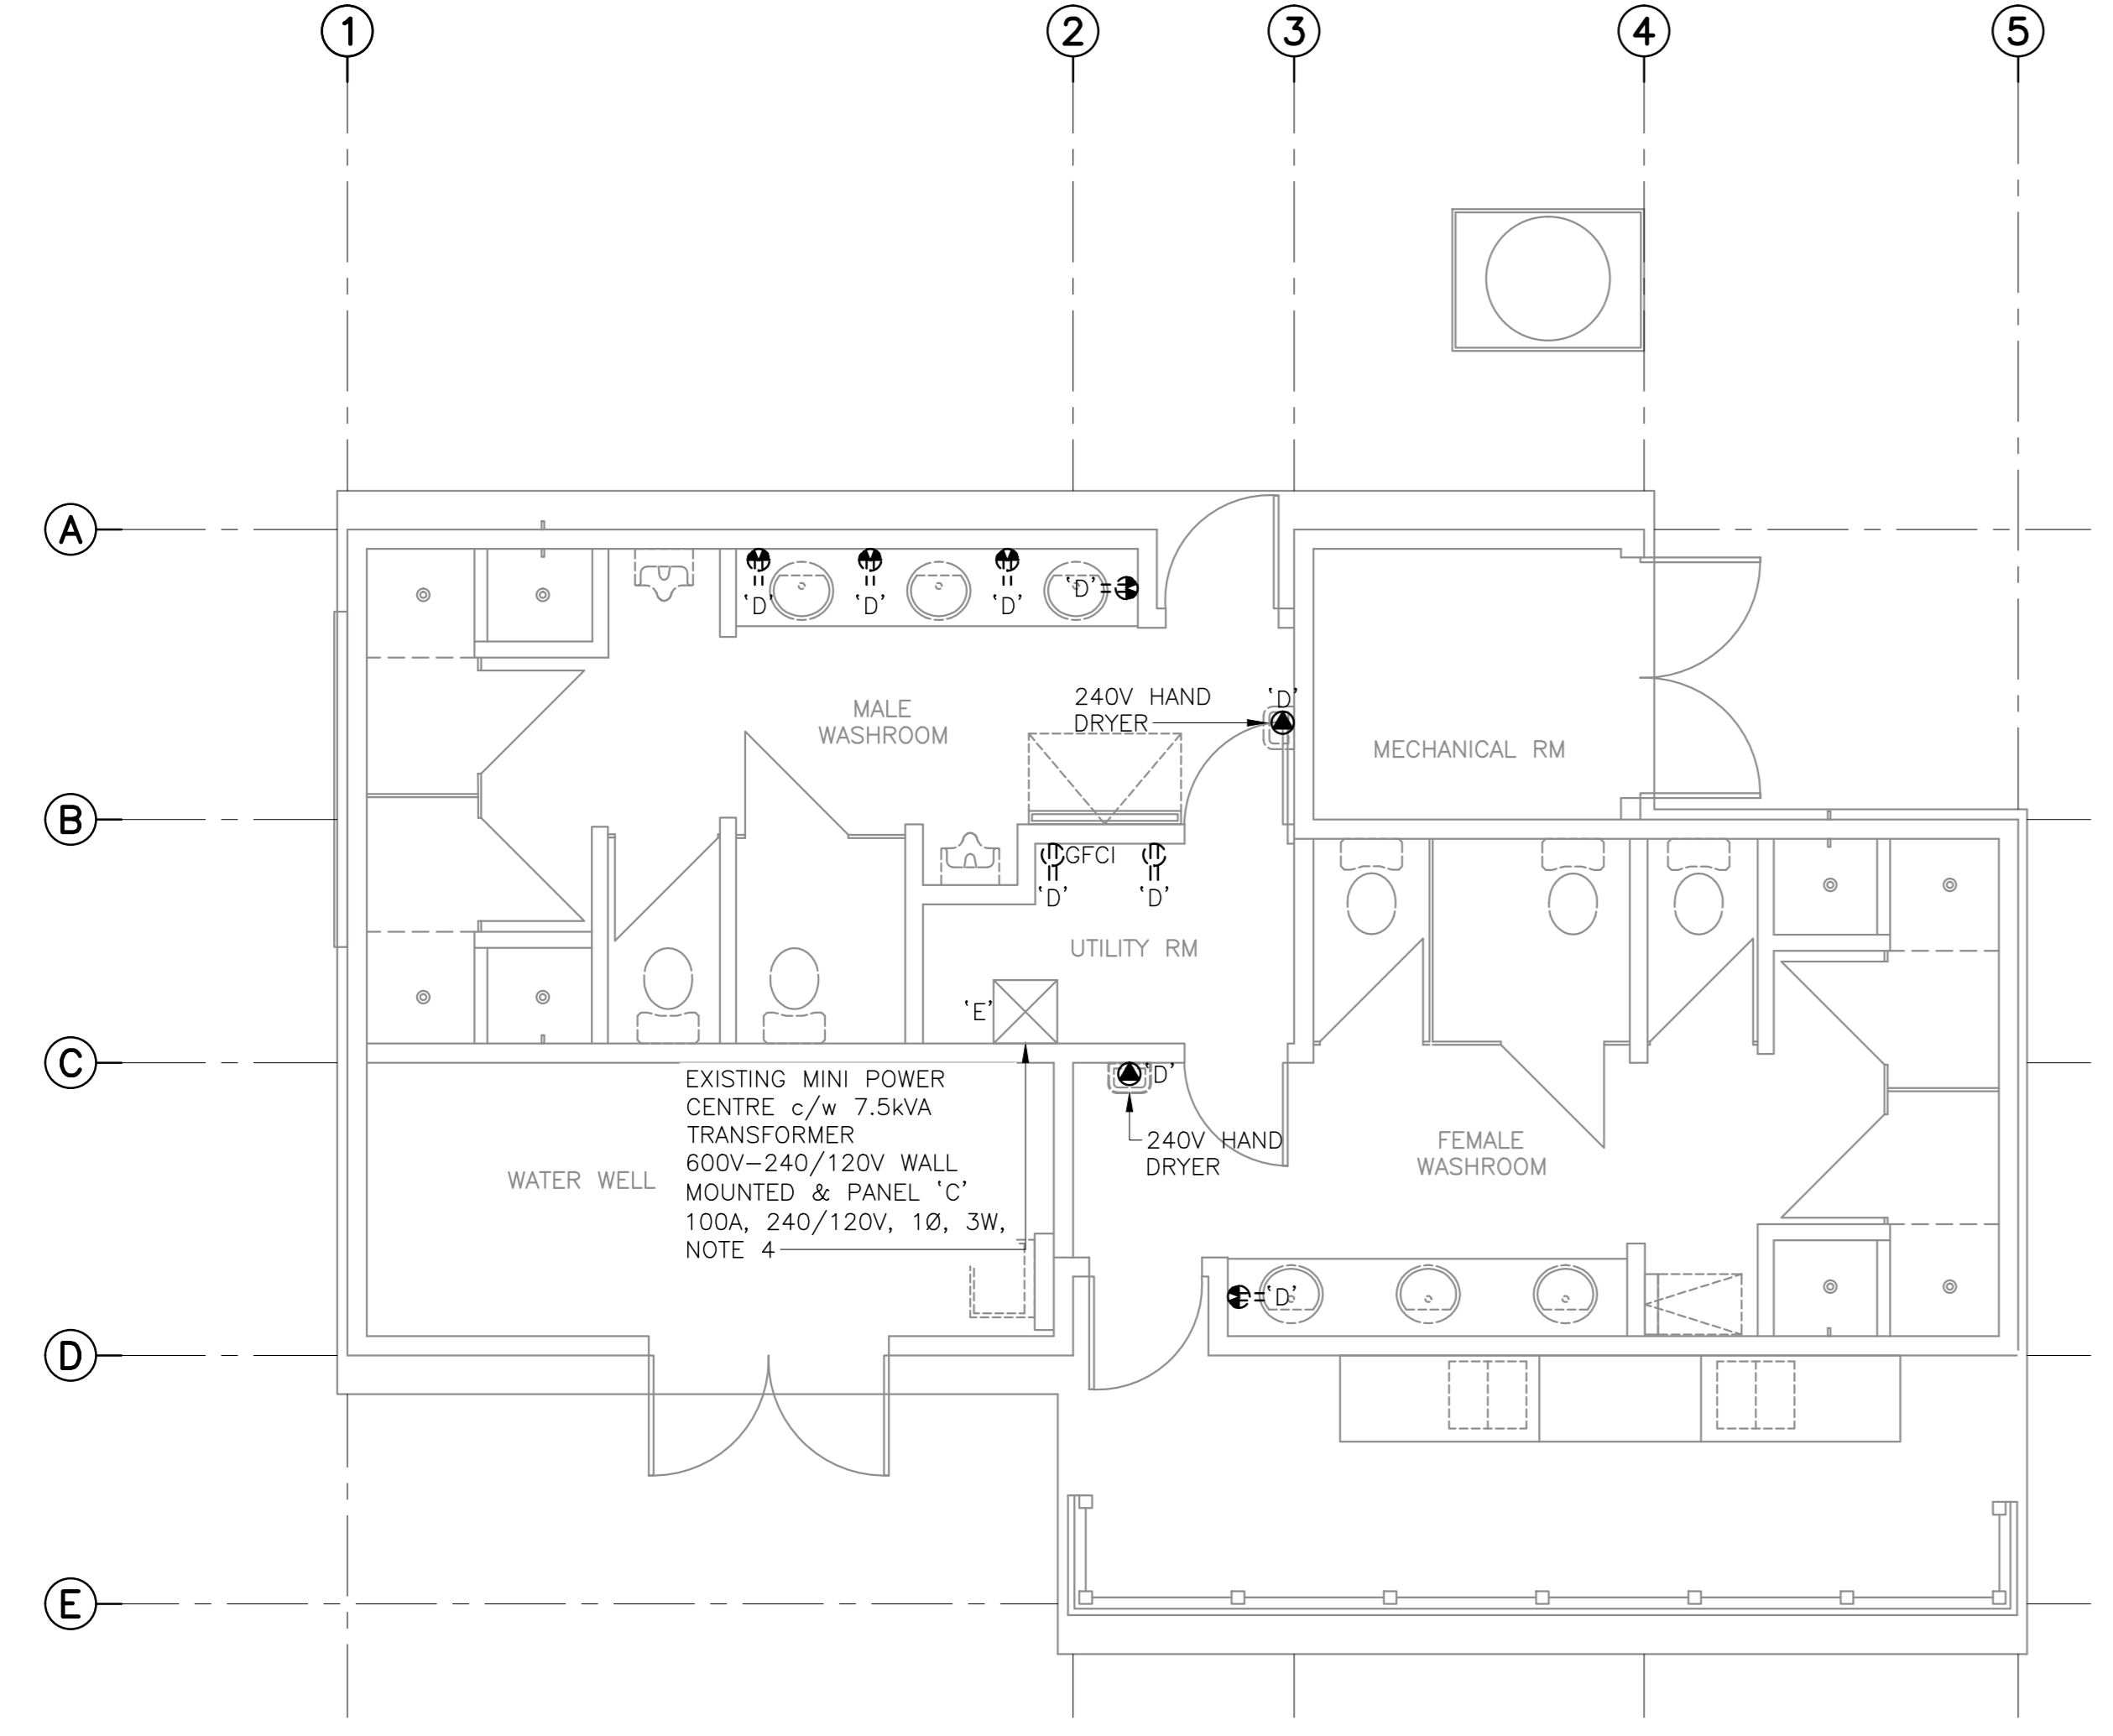 1
2
3
4
5
A
'D'
'D'
'D'
'D'
240V HAND
DRYER
'D'
MALE
WASHROOM
MECHANICAL RM
B
GFCI
'D'
'D'
UTILITY RM
'E'
C
'D'
EXISTING MINI POWER
CENTRE c/w 7.5kVA
TRANSFORMER
600V-240/120V WALL
MOUNTED & PANEL 'C'
100A, 240/120V, 1Ø, 3W,
NOTE 4
240V HAND
DRYER
FEMALE
WASHROOM
WATER WELL
'D'
D
E